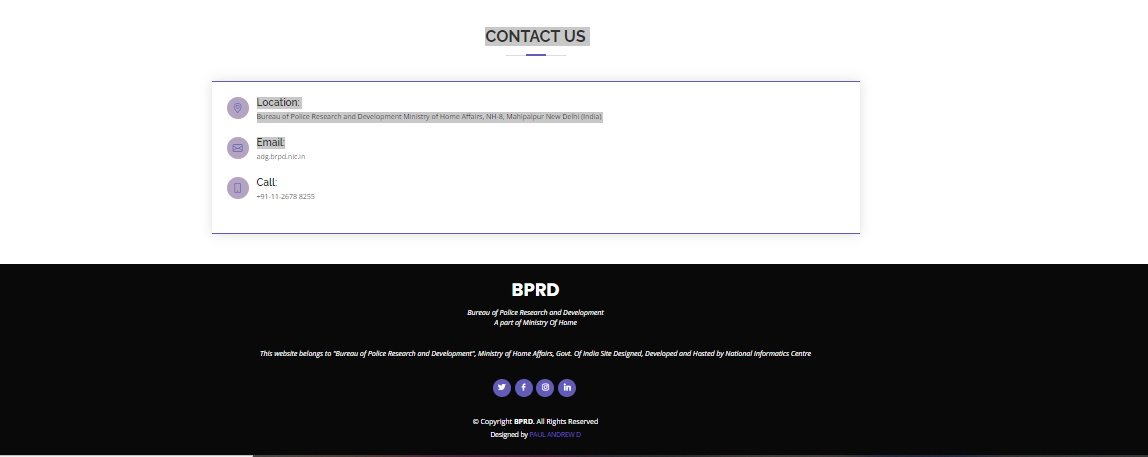 CONTACT US
Location:
Bureau of Police Research and Development Ministry of Home Affairs, NH-8, Mahipalpur New Delhi (India)
Email:
adg.brpd.nic.in
Call:
+91-11-2678 8255
BPRD
Bureau of Police Research and Development
A part of Ministry Of Home
This website belongs to "Bureau of Police Research and Development", Ministry of Home Affairs, Govt. Of India Site Designed, Developed and Hosted by National Informatics Centre
© Copyright BPRD. All Rights Reserved
Designed by PAUL ANDREW D